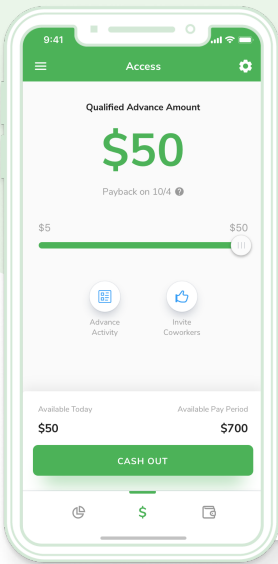 9:41
Access
Qualified Advance Amount
$50
Payback on 10/4 ?
$5 $50
Advance Activity
Invite Coworkers
Available Today Available Pay Period
$50 $700
CASH OUT
$